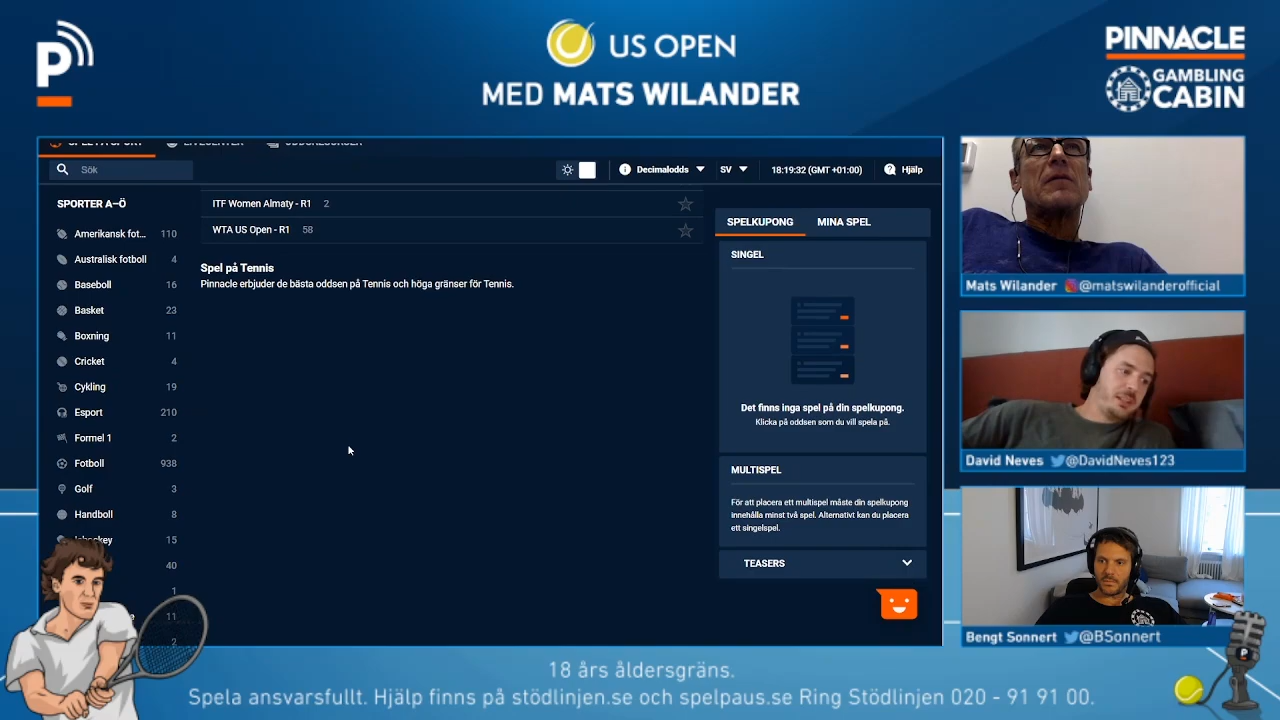 US OPEN
MED MATS WILANDER
P
PINNACLE
GAMBLING
CABIN
Sök
Decimalodds
SV
18:19:32 (GMT +01:00)
Hjälp
SPORTER A–Ö
Amerikansk fot... 110
Australisk fotboll 4
Baseboll 16
Basket 23
Boxning 11
Cricket 4
Cykling 19
Esport 210
Formel 1 2
Fotboll 938
Golf 3
Handboll 8
15
40
1
11
2
ITF Women Almaty - R1 2
WTA US Open - R1 58
Spel på Tennis
Pinnacle erbjuder de bästa oddsen på Tennis och höga gränser för Tennis.
SPELKUPONG MINA SPEL
SINGEL
Det finns inga spel på din spelkupong.
Klicka på oddsen som du vill spela på.
MULTISPEL
För att placera ett multispel måste din spelkupong
innehålla minst två spel. Alternativt kan du placera
ett singelspel.
TEASERS
Mats Wilander @matswilanderofficial
David Neves @DavidNeves123
Bengt Sonnert @BSonnert
P
18 års åldersgräns.
Spela ansvarsfullt. Hjälp finns på stödlinjen.se och spelpaus.se Ring Stödlinjen 020 - 91 91 00.